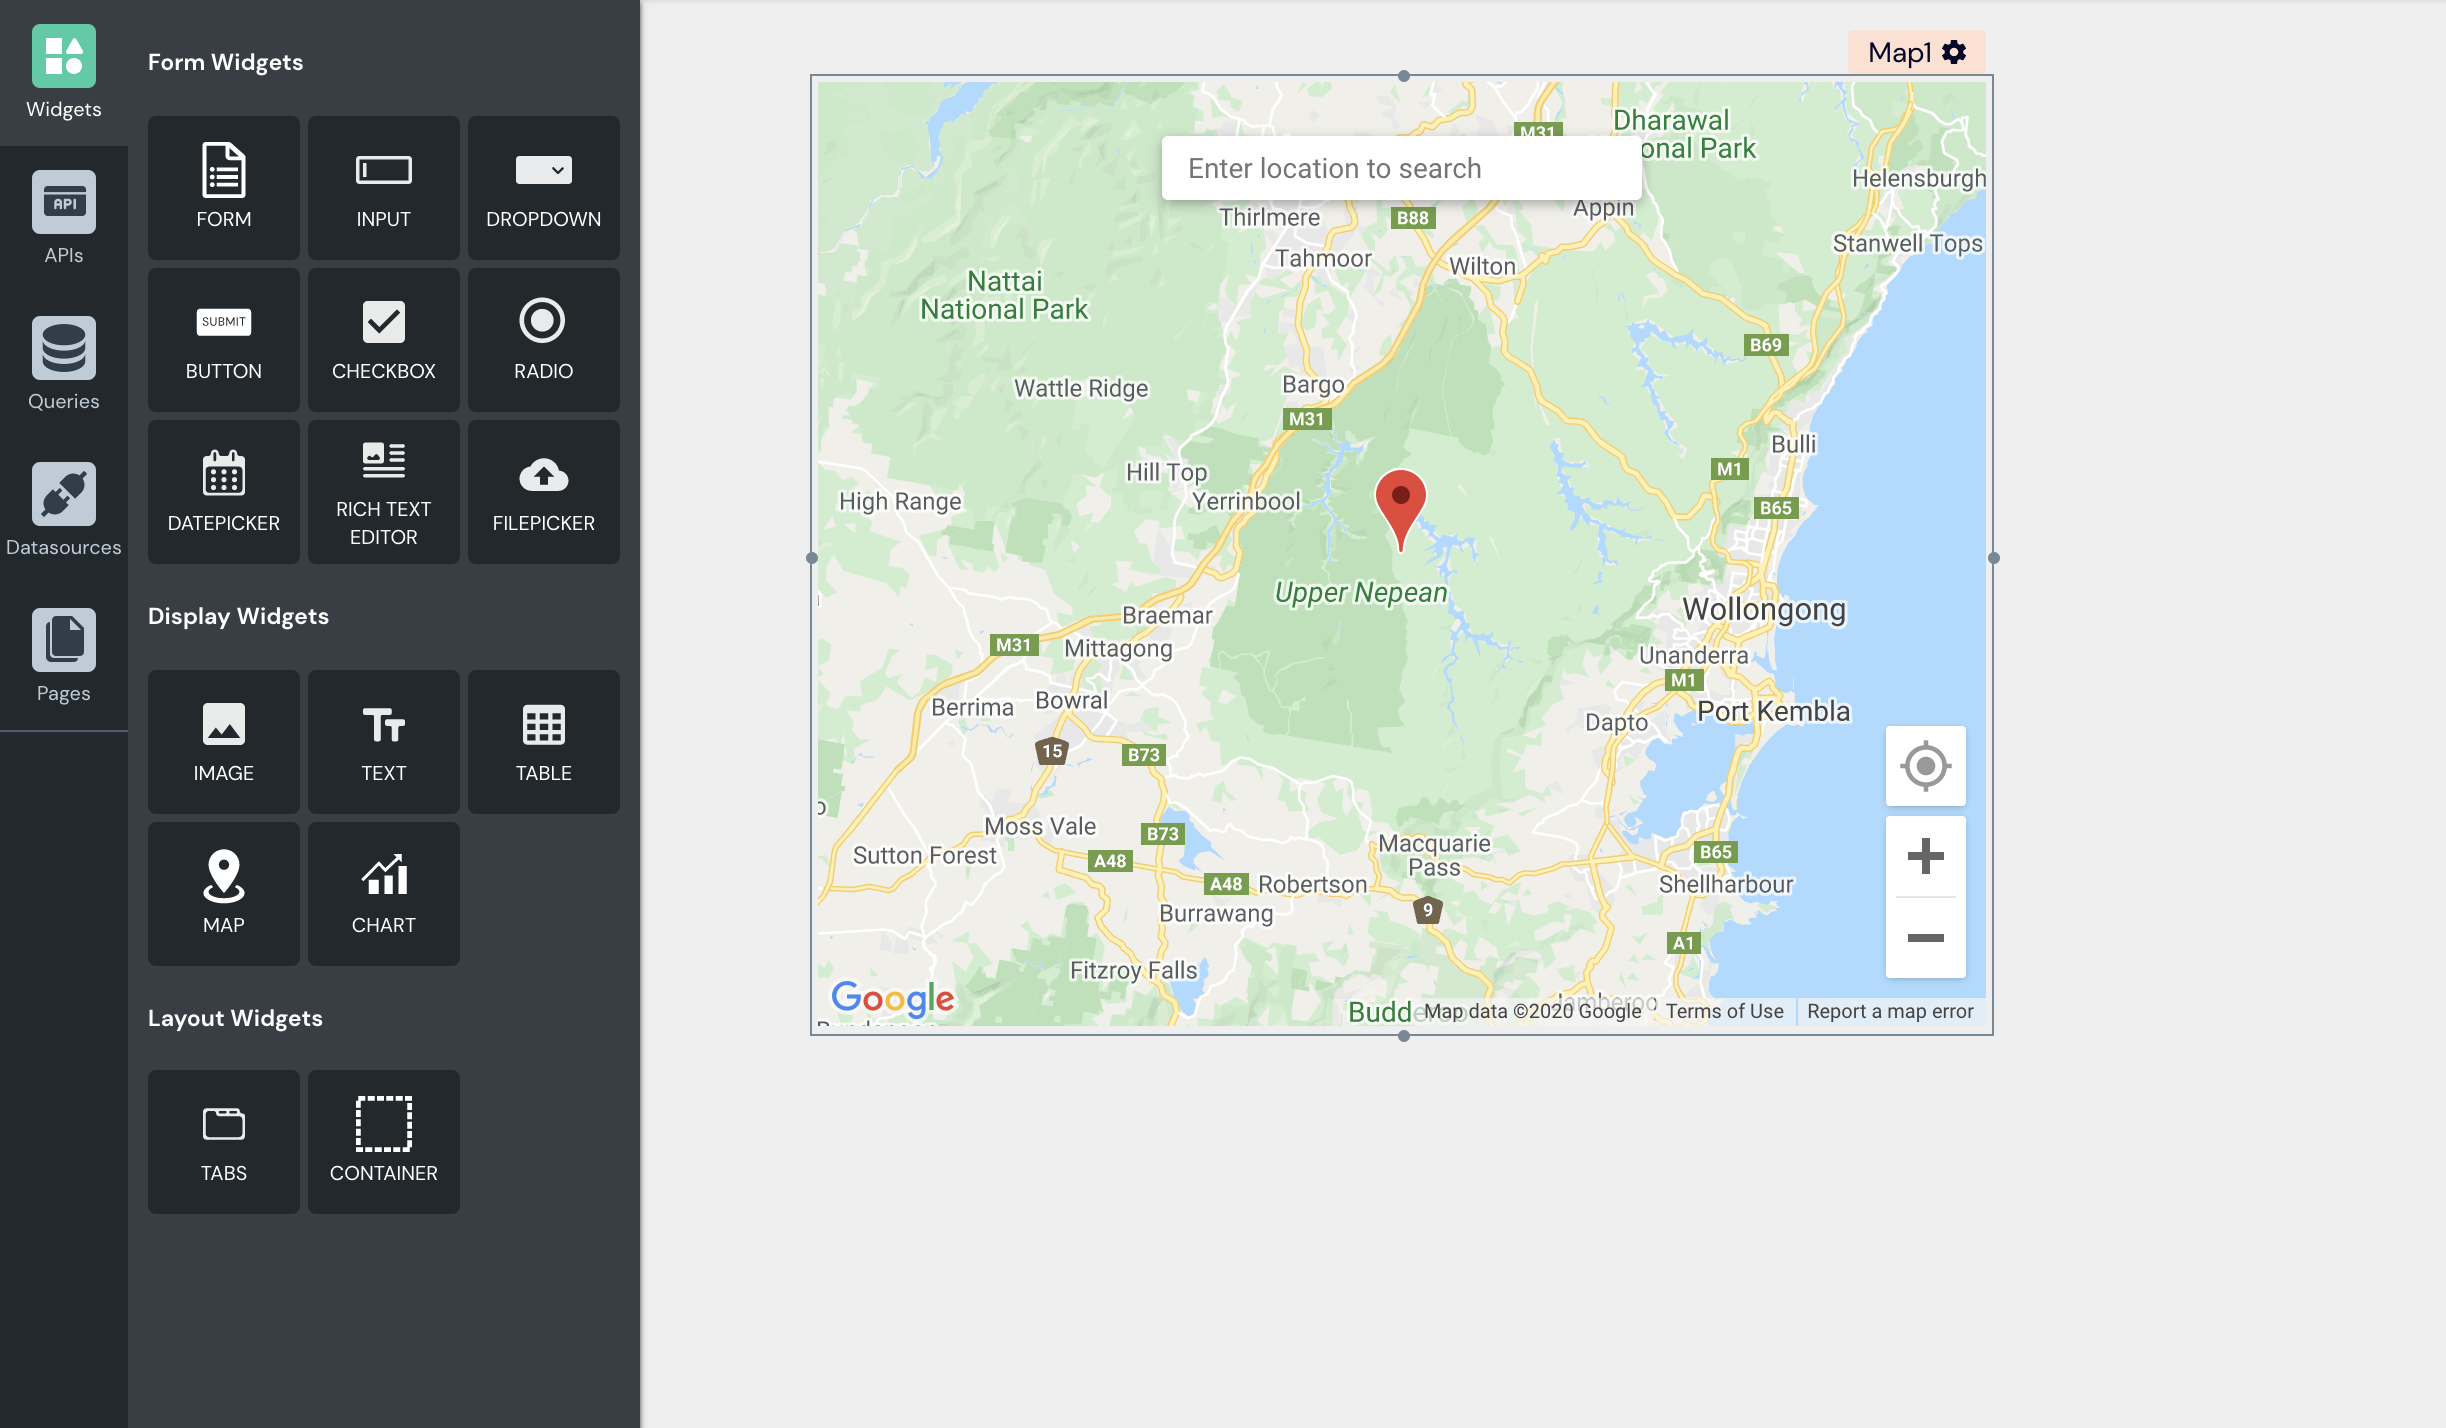 Widgets
APIs
API
Queries
Datasources
Pages
Form Widgets
FORM
INPUT
DROPDOWN
SUBMIT
BUTTON
CHECKBOX
RADIO
DATEPICKER
RICH TEXT
EDITOR
FILEPICKER
Display Widgets
IMAGE
TEXT
TABLE
MAP
CHART
Layout Widgets
TABS
CONTAINER
Map1
M31
Dharawal
onal Park
Enter location to search
Helensburgh
Thirlmere
B88
Appin
Stanwell Tops
Tahmoor
Wilton
Nattai
National Park
B69
Wattle Ridge
Bargo
M31
Bulli
Hill Top
M1
High Range
Yerrinbool
B65
Upper Nepean
Braemar
Wollongong
M31
Mittagong
Unanderra
M1
Berrima
Bowral
Port Kembla
Dapto
15
B73
Moss Vale
B73
Macquarie
Pass
Sutton Forest
A48
B65
A48
Robertson
Shellharbour
Burrawang
9
A1
Fitzroy Falls
Google
Jamberoo
Budderoo
Map data ©2020 Google
Terms of Use
Report a map error